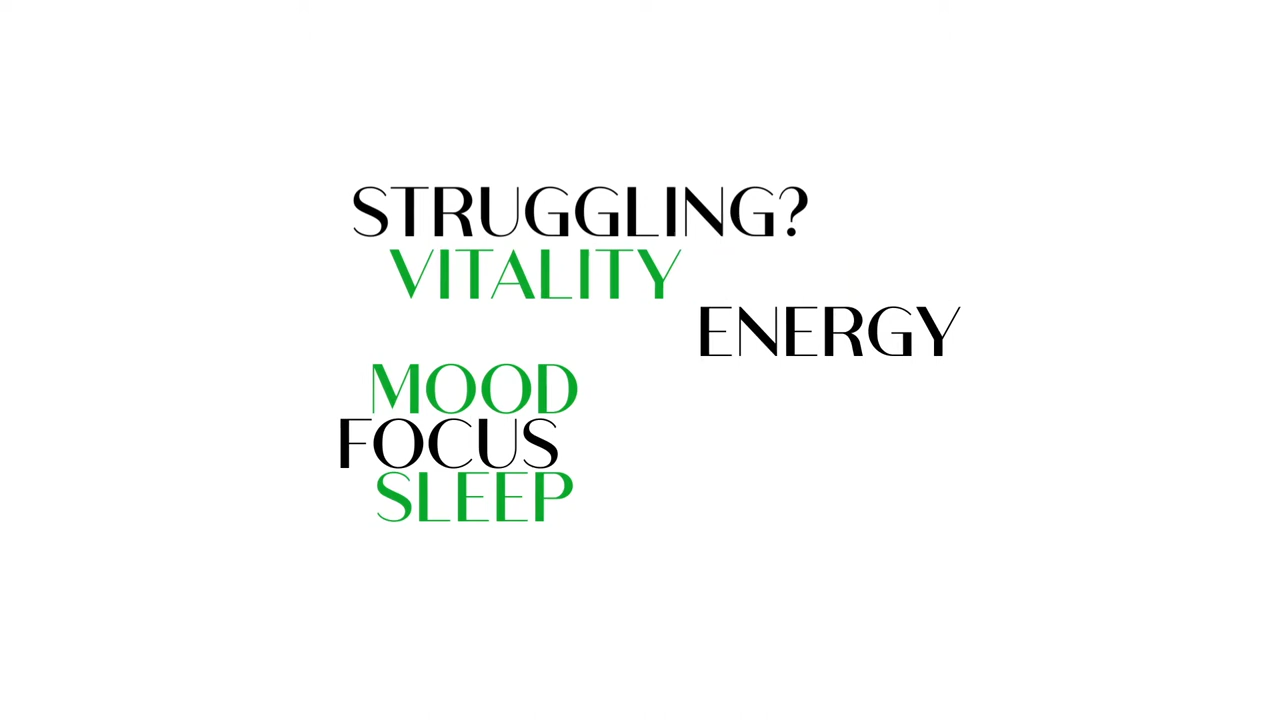 STRUGGLING?
VITALITY
ENERGY
MOOD
FOCUS
SLEEP